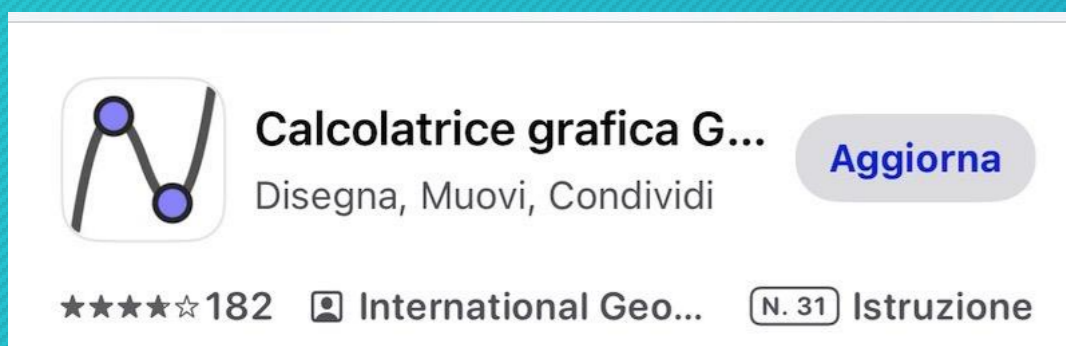 Calcolatrice grafica G...
Disegna, Muovi, Condividi
Aggiorna
★★★★☆182 International Geo... N. 31 Istruzione